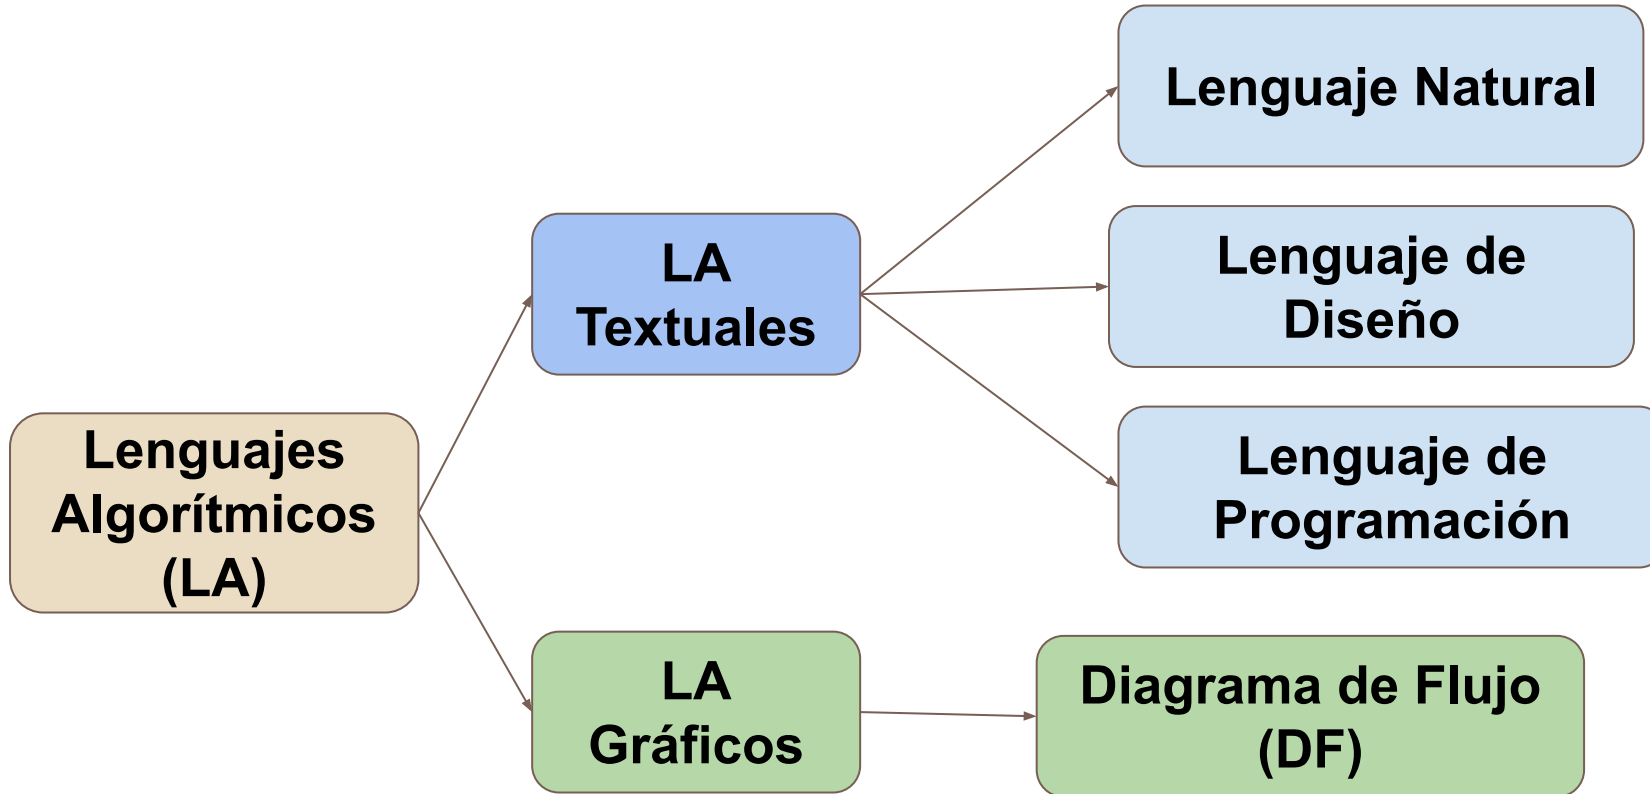 Lenguaje Natural
LA
Textuales
Lenguaje de
Diseño
Lenguajes
Algorítmicos
(LA)
Lenguaje de
Programación
LA
Gráficos
Diagrama de Flujo
(DF)